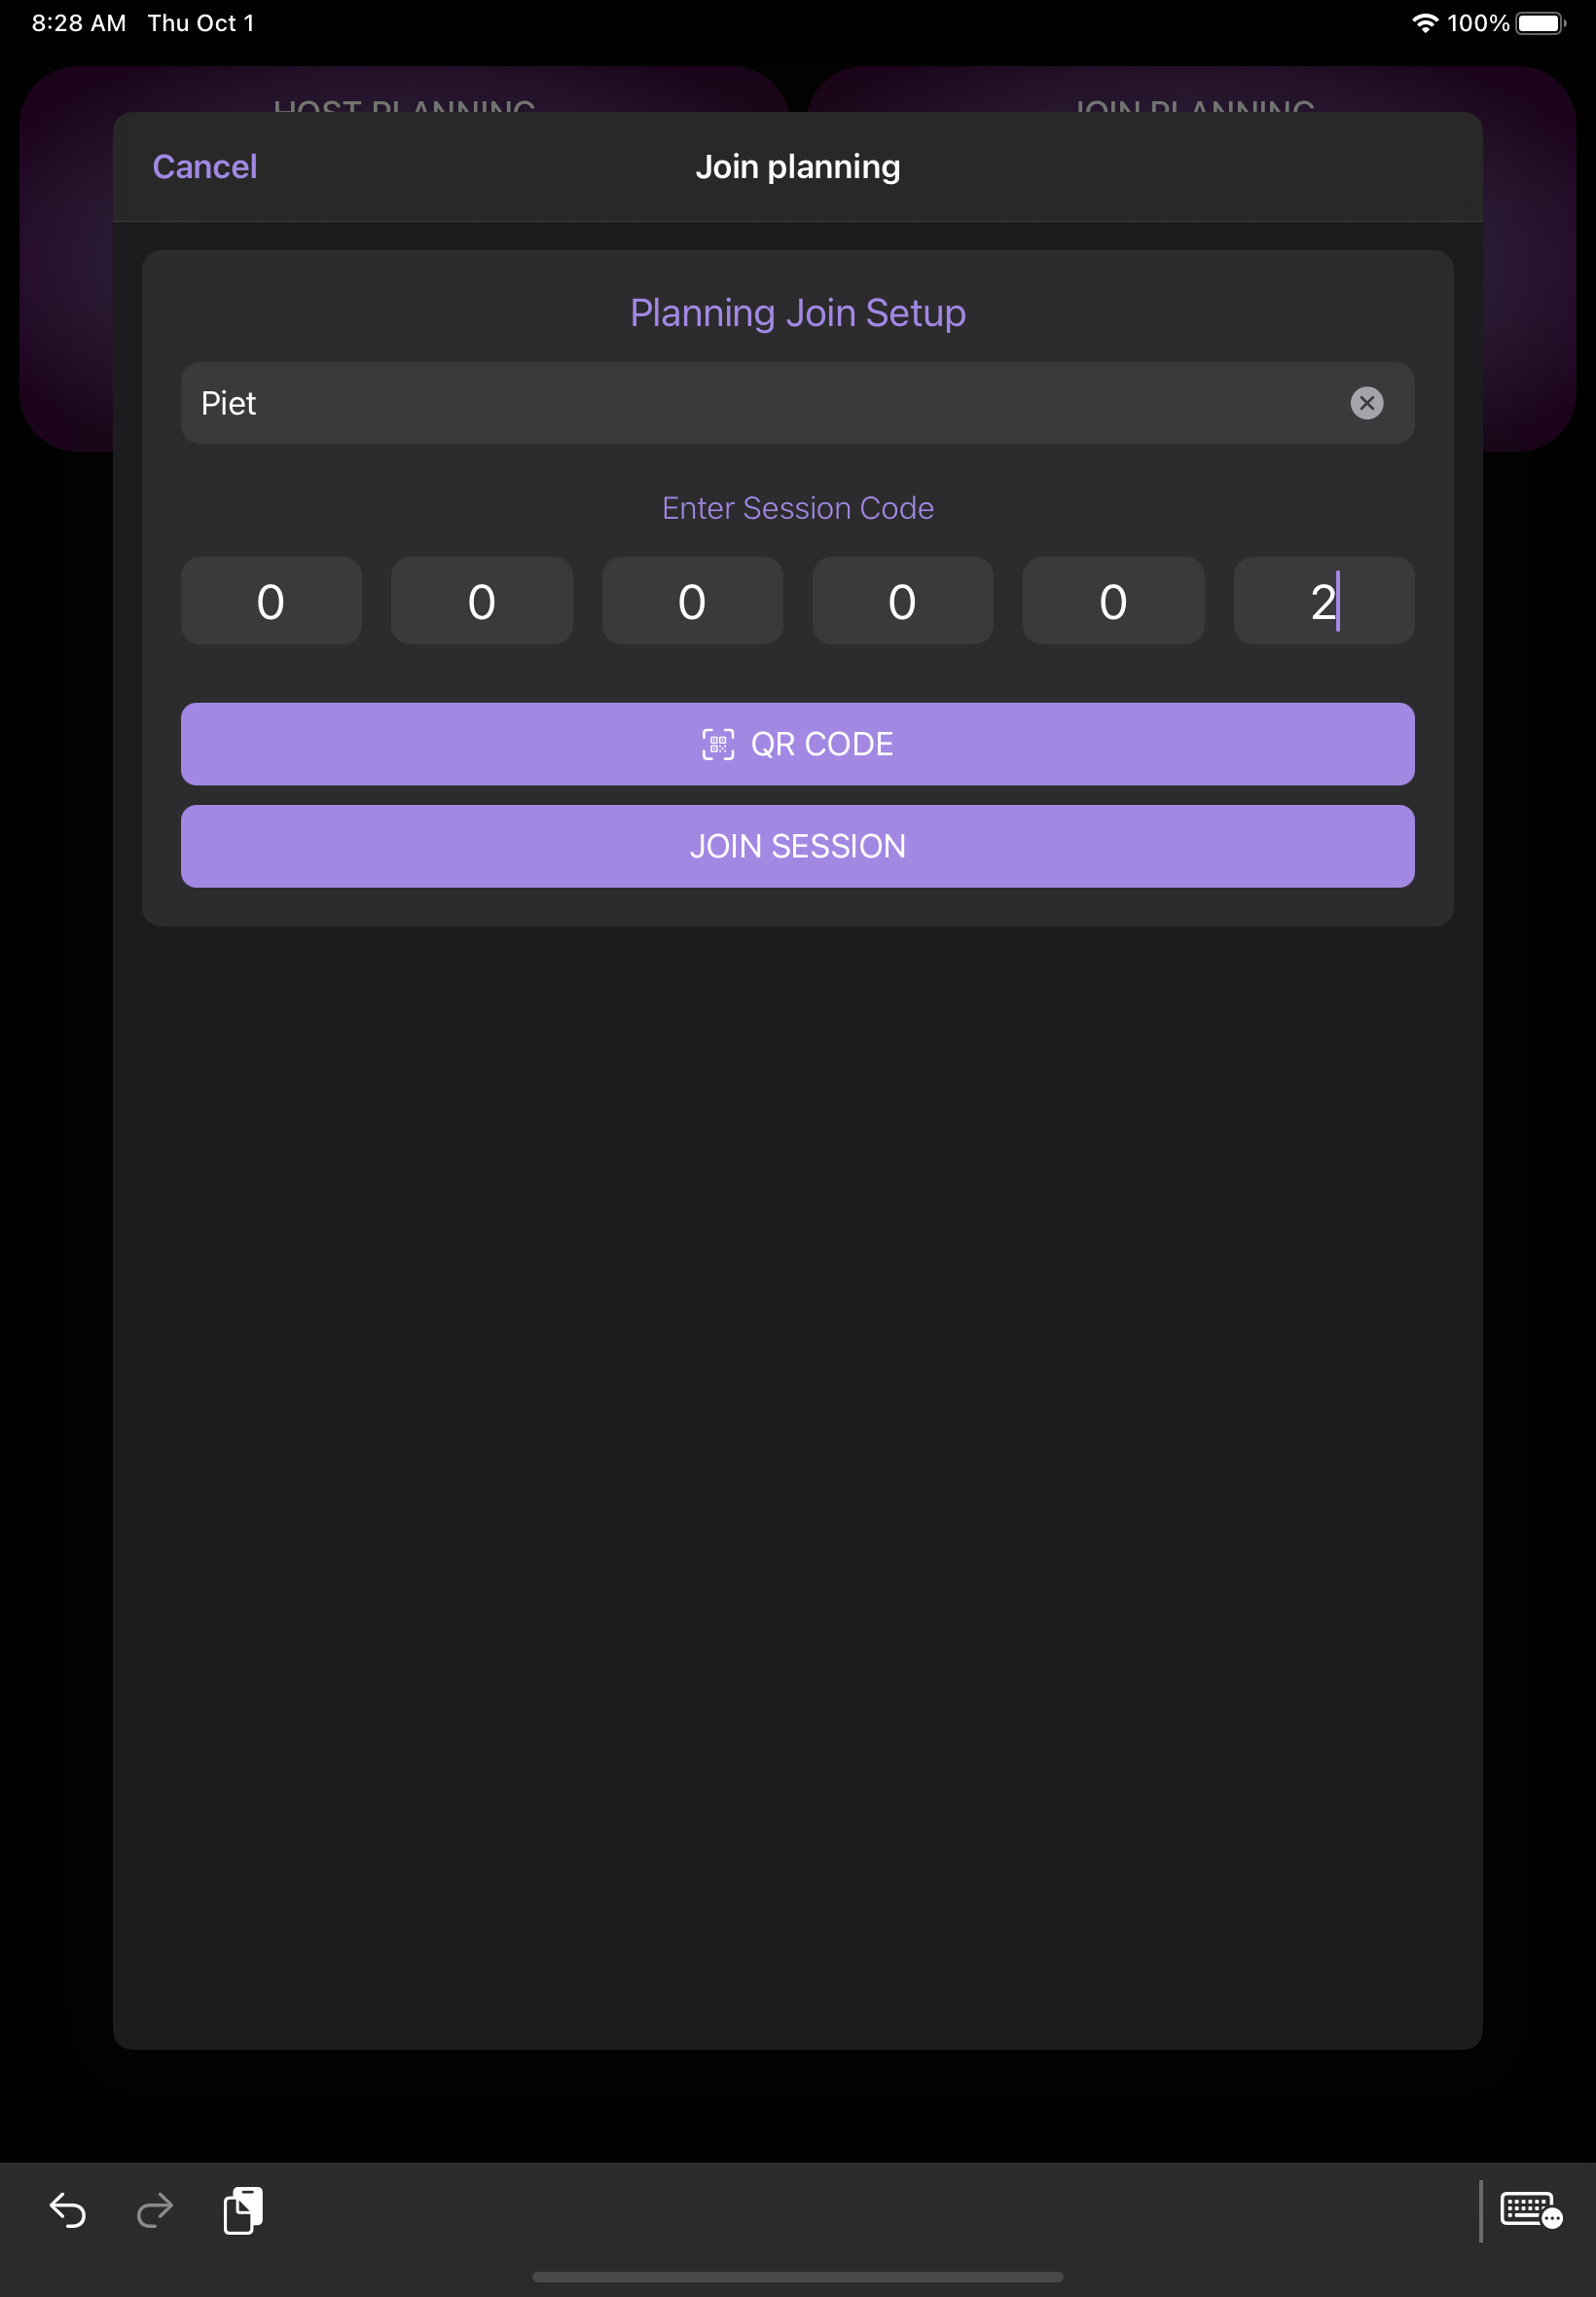 8:28 AM Thu Oct 1
100%
HOST PLANNING
JOIN PLANNING
Cancel
Join planning
Planning Join Setup
Piet
Enter Session Code
0 0 0 0 0 2
QR CODE
JOIN SESSION